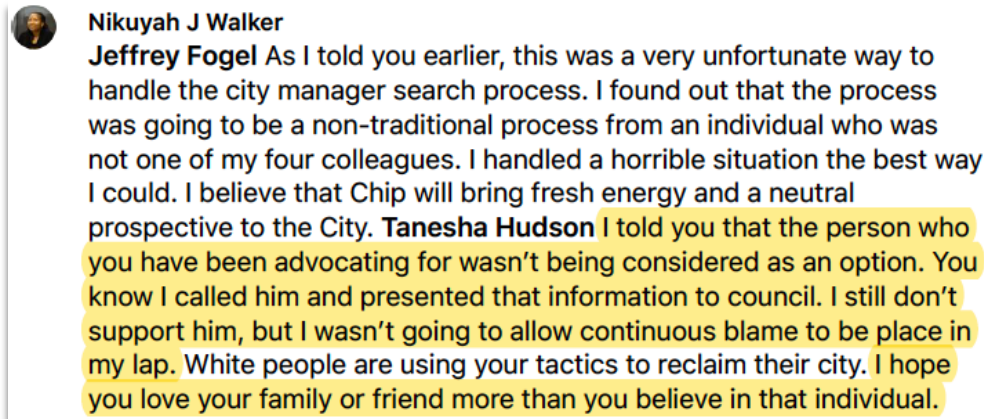 Nikuyah J Walker
Jeffrey Fogel As I told you earlier, this was a very unfortunate way to
handle the city manager search process. I found out that the process
was going to be a non-traditional process from an individual who was
not one of my four colleagues. I handled a horrible situation the best way
I could. I believe that Chip will bring fresh energy and a neutral
prospective to the City. Tanesha Hudson I told you that the person who
you have been advocating for wasn’t being considered as an option. You
know I called him and presented that information to council. I still don’t
support him, but I wasn’t going to allow continuous blame to be place in
my lap. White people are using your tactics to reclaim their city. I hope
you love your family or friend more than you believe in that individual.